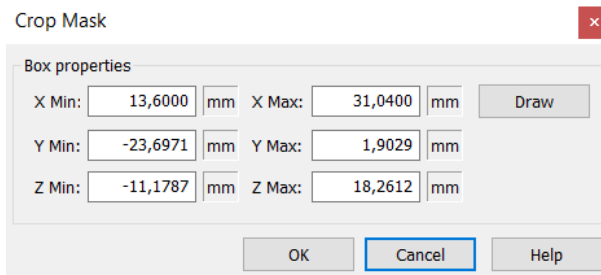 Crop Mask
Box properties
X Min: 13,6000 mm X Max: 31,0400 mm Draw
Y Min: -23,6971 mm Y Max: 1,9029 mm
Z Min: -11,1787 mm Z Max: 18,2612 mm
OK Cancel Help